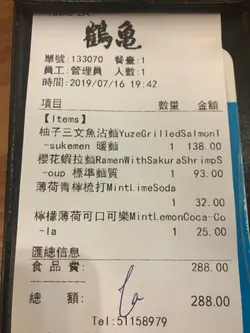 鶴亀
單號:133070 餐臺:1
員工:管理員 人數:1
時間:2019/07/16 19:42
項目 數量 金額
【Items】
柚子三文魚沾麵YuzeGrilledSalmonT
sukemen 暖麵 1 138.00
櫻花蝦拉麵RamenWithSakuraShrimpS
oup 標準麵質 1 93.00
薄荷青檸梳打MintLimeSoda
1 32.00
檸檬薄荷可口可樂MintLemonCoca-Co
la 1 25.00
匯總信息
食 品 費: 288.00
總 額: 288.00
Tel:51158979